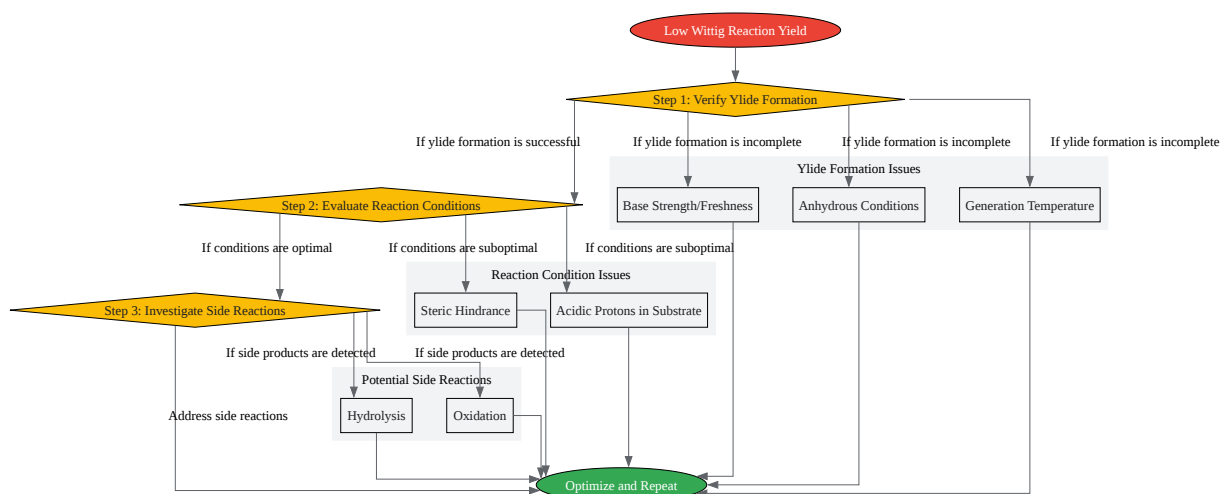 Low Wittig Reaction Yield
Step 1: Verify Ylide Formation
If ylide formation is successful
If ylide formation is incomplete
If ylide formation is incomplete
If ylide formation is incomplete
Ylide Formation Issues
Step 2: Evaluate Reaction Conditions
Base Strength/Freshness
Anhydrous Conditions
Generation Temperature
If conditions are optimal
If conditions are suboptimal
If conditions are suboptimal
Reaction Condition Issues
Step 3: Investigate Side Reactions
Steric Hindrance
Acidic Protons in Substrate
If side products are detected
If side products are detected
Potential Side Reactions
Address side reactions
Hydrolysis
Oxidation
Optimize and Repeat